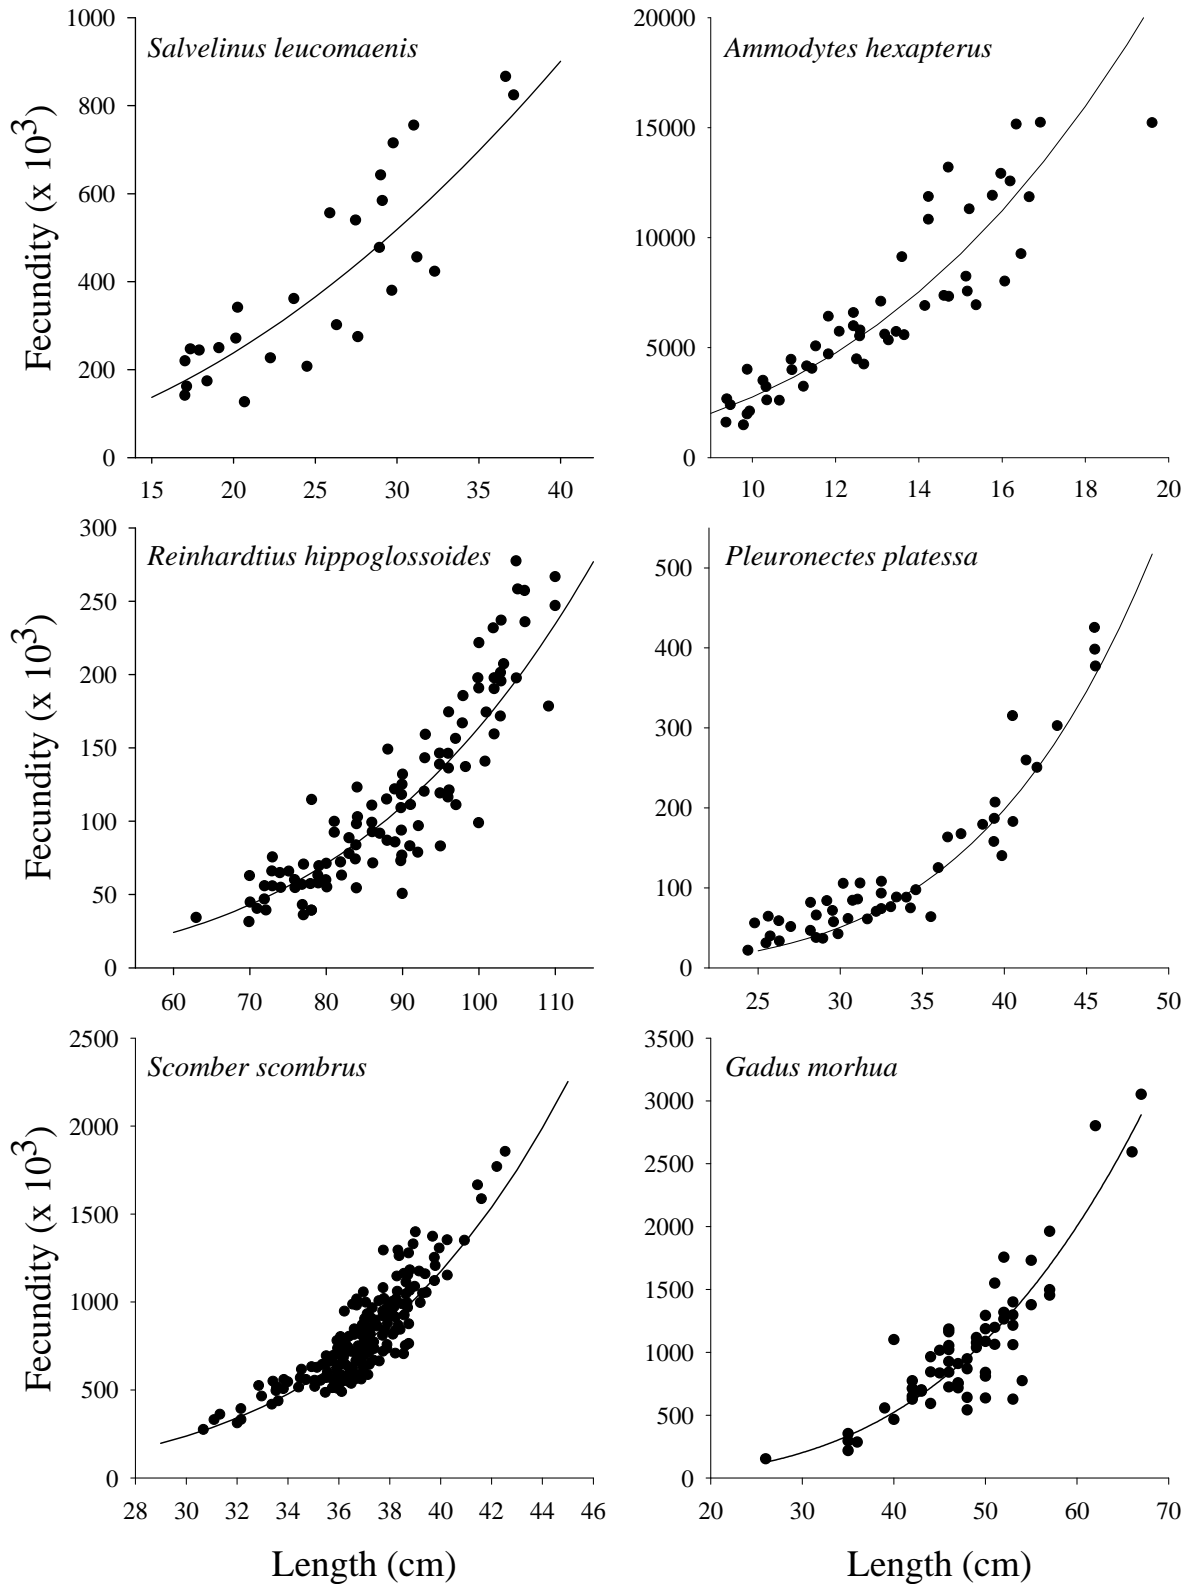 Salvelinus leucomaenis
Fecundity (x 10³)
1000
800
600
400
200
0
15 20 25 30 35 40
Ammodytes hexapterus
20000
15000
10000
5000
0
10 12 14 16 18 20
Reinhardtius hippoglossoides
Fecundity (x 10³)
300
250
200
150
100
50
0
60 70 80 90 100 110
Pleuronectes platessa
500
400
300
200
100
0
25 30 35 40 45 50
Scomber scombrus
Fecundity (x 10³)
2500
2000
1500
1000
500
0
28 30 32 34 36 38 40 42 44 46
Length (cm)
Gadus morhua
3500
3000
2500
2000
1500
1000
500
0
20 30 40 50 60 70
Length (cm)